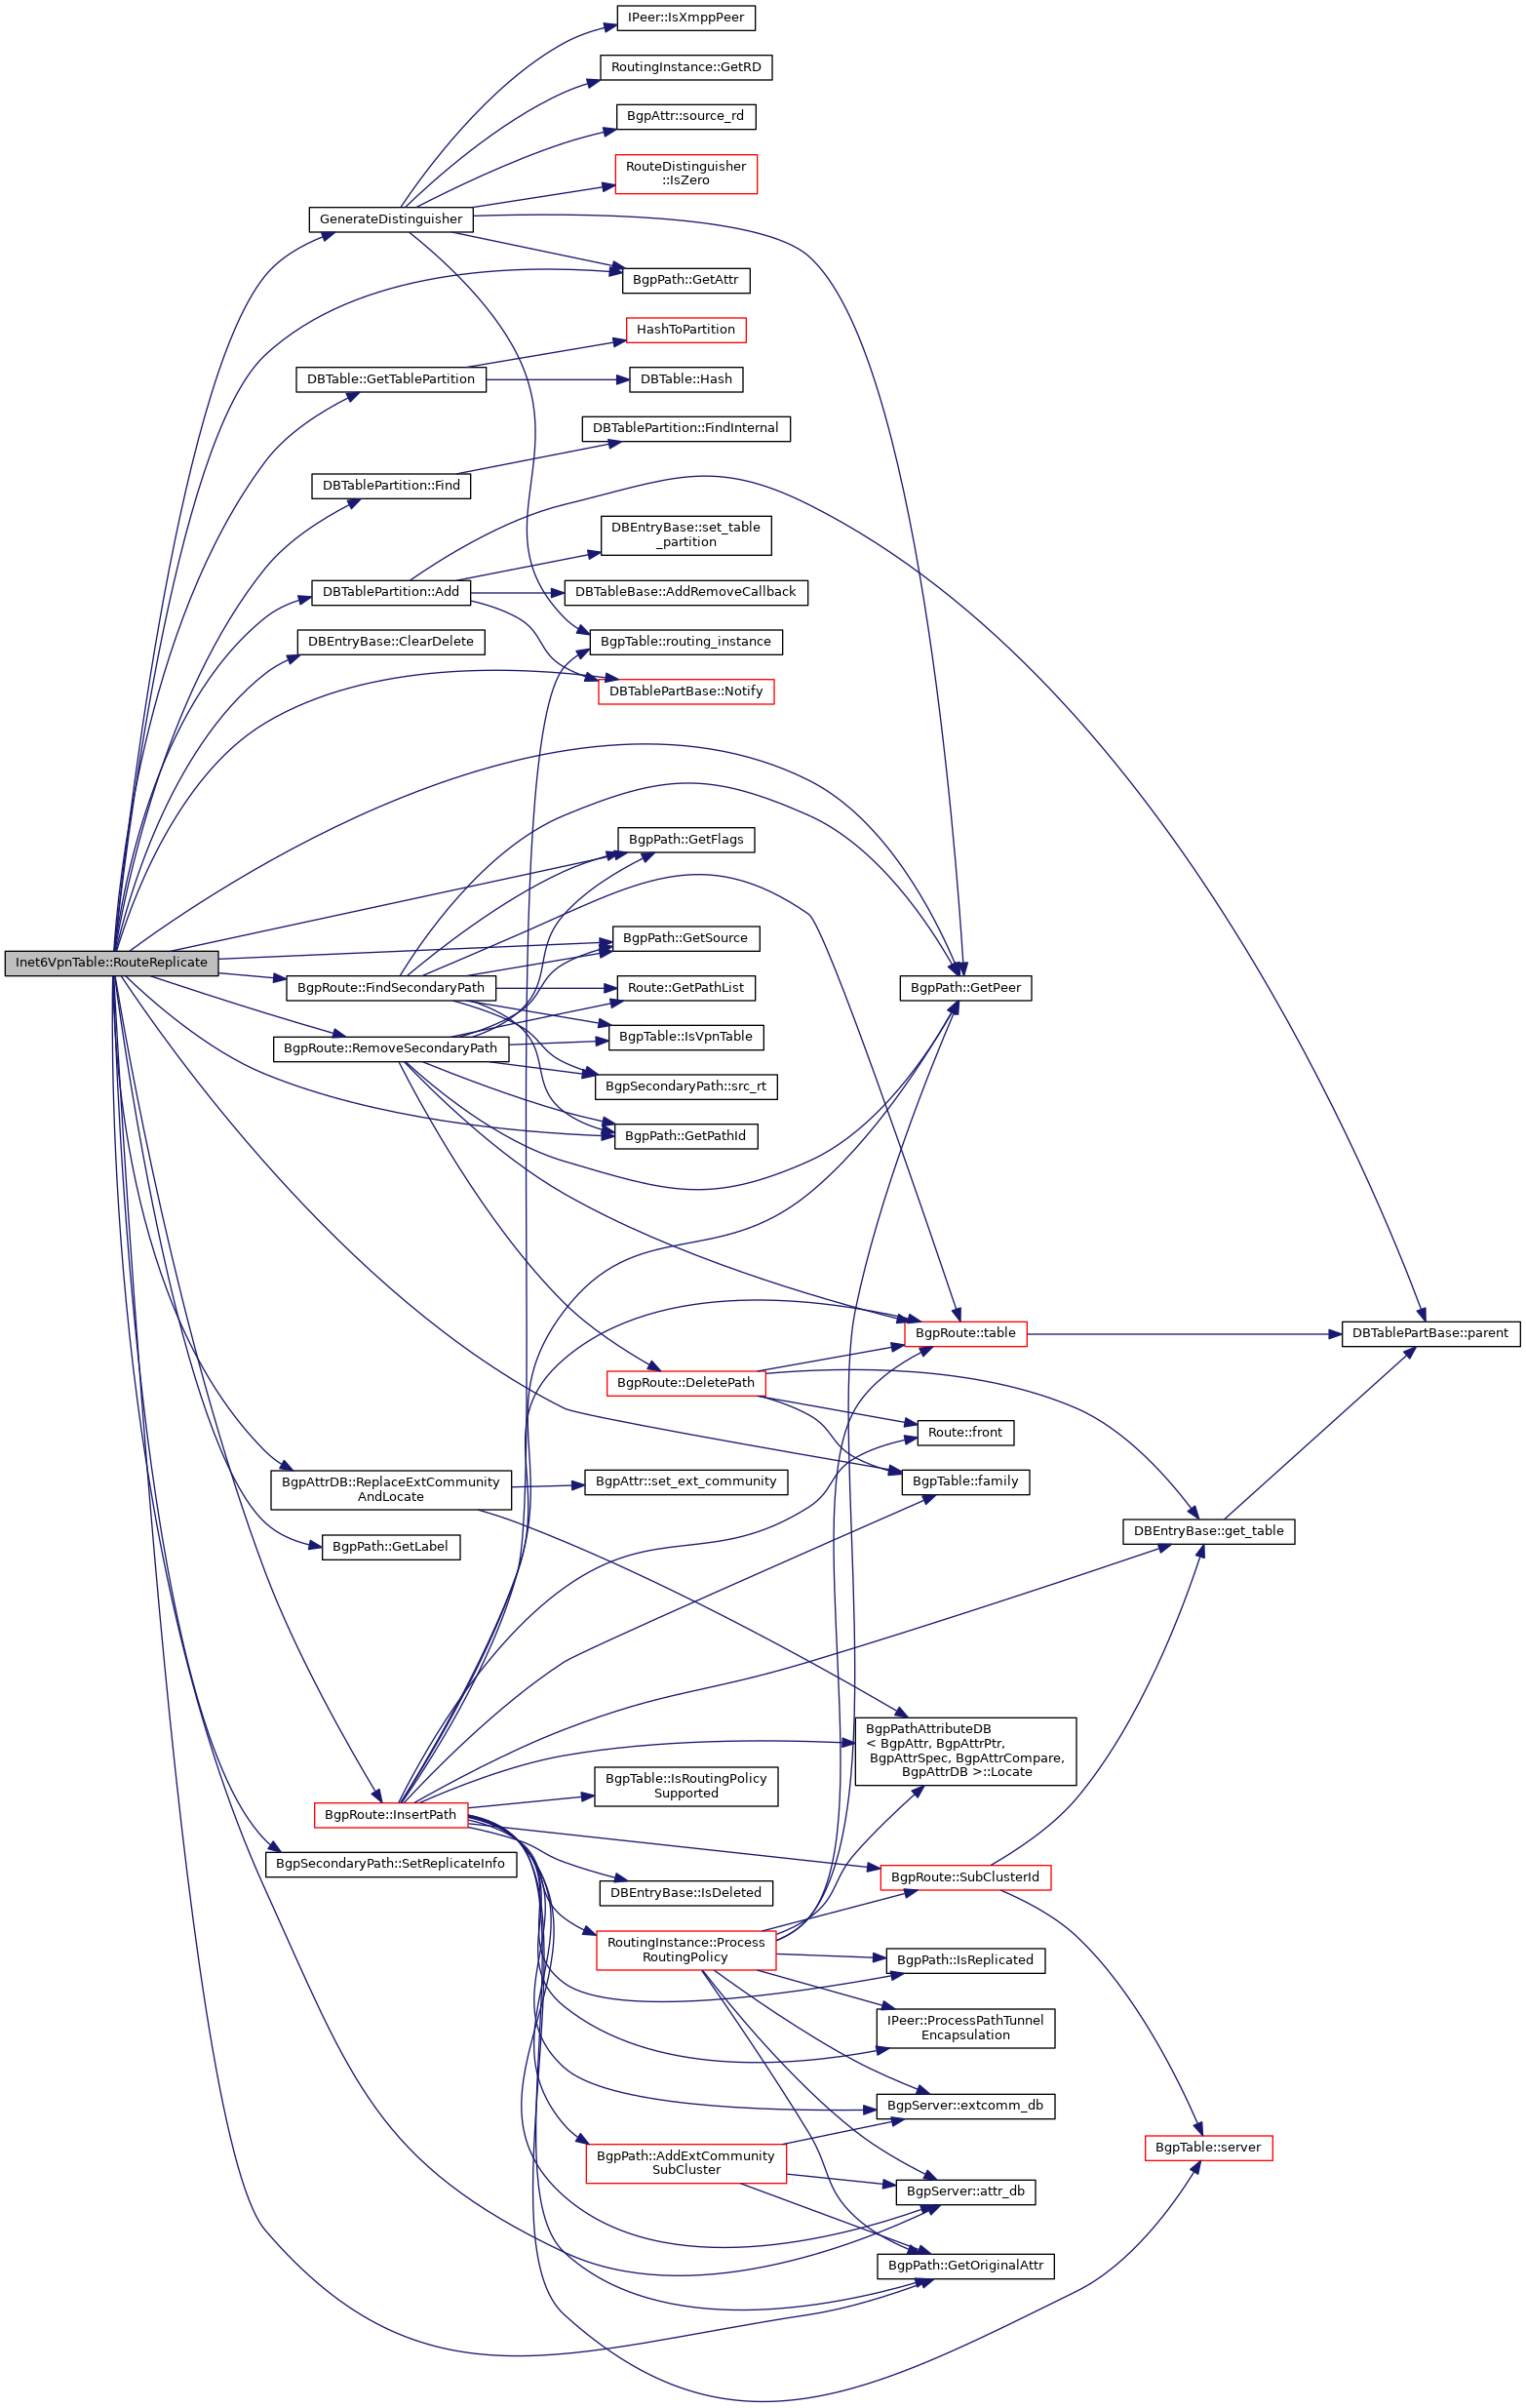 IPeer::IsXmppPeer
RoutingInstance::GetRD
BgpAttr::source_rd
RouteDistinguisher
::IsZero
GenerateDistinguisher
BgpPath::GetAttr
HashToPartition
DBTable::GetTablePartition
DBTable::Hash
DBTablePartition::FindInternal
DBTablePartition::Find
DBEntryBase::set_table
_partition
DBTablePartition::Add
DBTableBase::AddRemoveCallback
DBEntryBase::ClearDelete
BgpTable::routing_instance
DBTablePartBase::Notify
BgpPath::GetFlags
BgpPath::GetSource
Inet6VpnTable::RouteReplicate
BgpRoute::FindSecondaryPath
Route::GetPathList
BgpPath::GetPeer
BgpTable::IsVpnTable
BgpRoute::RemoveSecondaryPath
BgpSecondaryPath::src_rt
BgpPath::GetPathId
BgpRoute::table
DBTablePartBase::parent
BgpRoute::DeletePath
Route::front
BgpAttrDB::ReplaceExtCommunity
AndLocate
BgpAttr::set_ext_community
BgpTable::family
DBEntryBase::get_table
BgpPath::GetLabel
BgpPathAttributeDB
< BgpAttr, BgpAttrPtr,
BgpAttrSpec, BgpAttrCompare,
BgpAttrDB >::Locate
BgpTable::IsRoutingPolicy
Supported
BgpRoute::InsertPath
BgpSecondaryPath::SetReplicateInfo
BgpRoute::SubClusterId
DBEntryBase::IsDeleted
RoutingInstance::Process
RoutingPolicy
BgpPath::IsReplicated
IPeer::ProcessPathTunnel
Encapsulation
BgpServer::extcomm_db
BgpTable::server
BgpPath::AddExtCommunity
SubCluster
BgpServer::attr_db
BgpPath::GetOriginalAttr